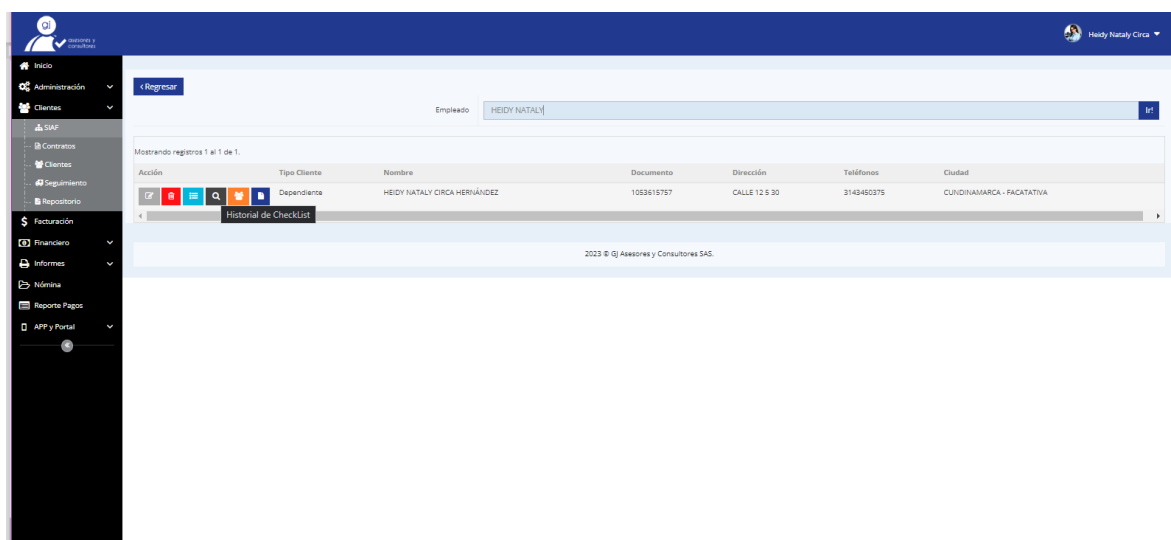 gj
asesores y
consultores
Heidy Nataly Circa
Inicio
Administración
Clientes
SIAF
Contratos
Clientes
Seguimiento
Repositorio
Facturación
Financiero
Informes
Nómina
Reporte Pagos
APP y Portal
Regresar
Empleado HEIDY NATALY Ir!
Mostrando registros 1 al 1 de 1.
Acción Tipo Cliente Nombre Documento Dirección Teléfonos Ciudad
Dependiente HEIDY NATALY CIRCA HERNÁNDEZ 1053615757 CALLE 12 5 30 3143450375 CUNDINAMARCA - FACATATIVA
Historial de CheckList
2023 © GJ Asesores y Consultores SAS.